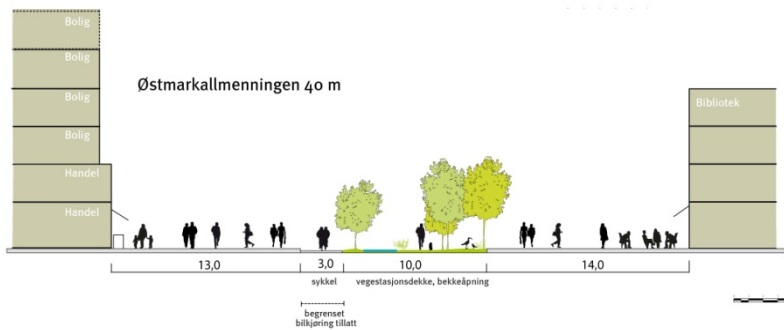 Bolig
Bolig
Østmarkallmenningen 40 m
Bolig
Bibliotek
Bolig
Handel
Handel
13,0
3,0
10,0
14,0
sykkel
vegestasjonsdekke, bekkeåpning
begrenset
bilkjøring tillatt